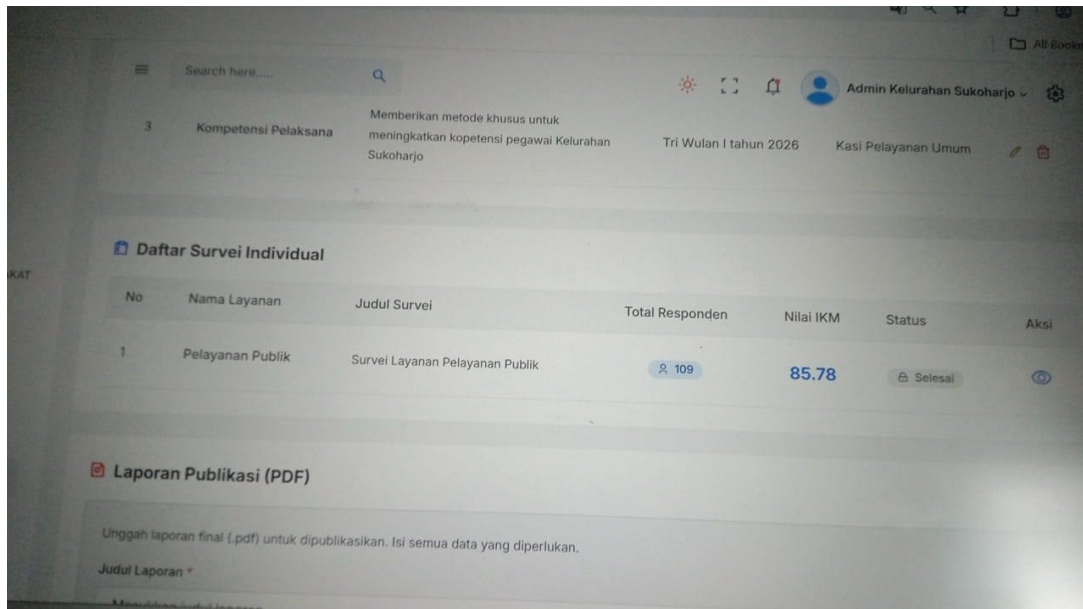 All Bookm
Search here.....
Admin Kelurahan Sukoharjo
3 Kompetensi Pelaksana
Memberikan metode khusus untuk
meningkatkan kopetensi pegawai Kelurahan
Sukoharjo
Tri Wulan I tahun 2026
Kasi Pelayanan Umum
AKAT
Daftar Survei Individual
No Nama Layanan Judul Survei Total Responden Nilai IKM Status Aksi
1 Pelayanan Publik Survei Layanan Pelayanan Publik 109 85.78 Selesai
Laporan Publikasi (PDF)
Unggah laporan final (.pdf) untuk dipublikasikan. Isi semua data yang diperlukan.
Judul Laporan *